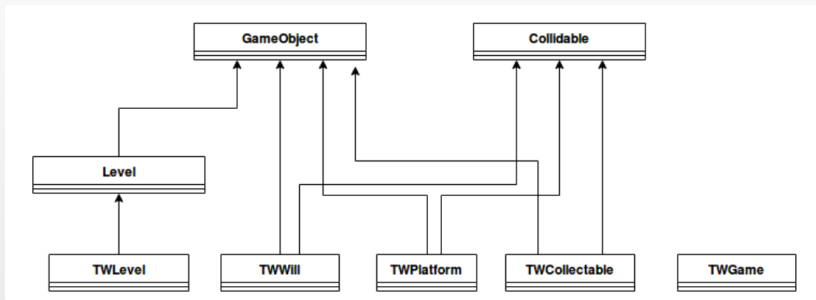 GameObject
Collidable
Level
TWLevel
TWWill
TWPlatform
TWCollectable
TWGame